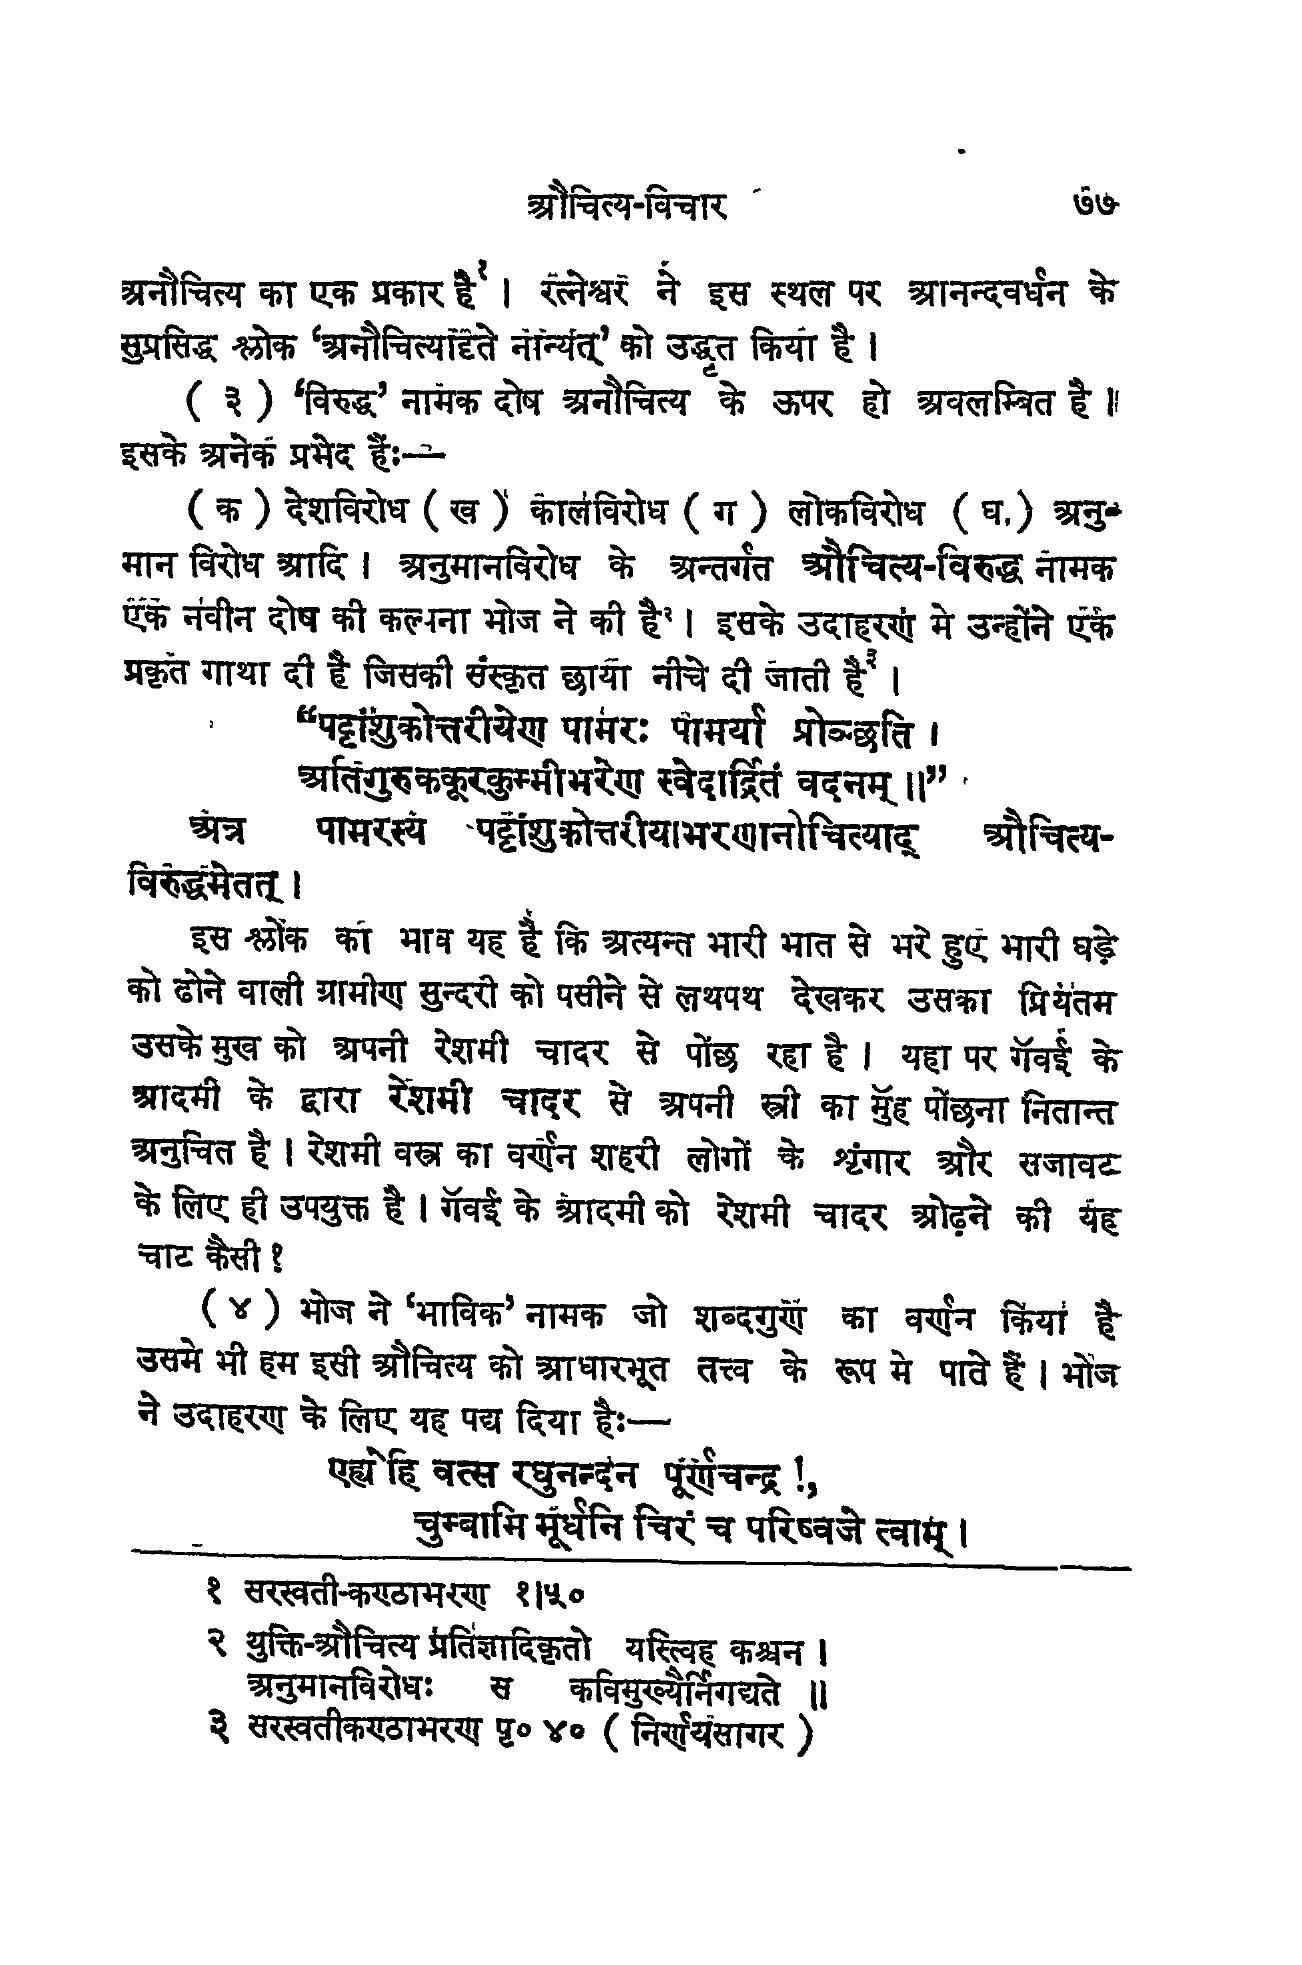 औचित्य-विचार ७७
अनौचित्य का एक प्रकार है१ । रत्नेश्वर ने इस स्थल पर आनन्दवर्धन के
सुप्रसिद्ध श्लोक ‘अनौचित्यादृते नान्यत्’ को उद्धृत किया है ।
( ३ ) ‘विरुद्ध’ नामक दोष अनौचित्य के ऊपर हो अवलम्बित है ॥
इसके अनेक प्रभेद हैं:—
( क ) देशविरोध ( ख ) कालविरोध ( ग ) लोकविरोध ( घ. ) अनु-
मान विरोध आदि । अनुमानविरोध के अन्तर्गत औचित्य-विरुद्ध नामक
एक नवीन दोष की कल्पना भोज ने की है२ । इसके उदाहरण मे उन्होंने एक
प्रकृत गाथा दी है जिसकी संस्कृत छाया नीचे दी जाती है३ ।
“पट्टांशुकोत्तरीयेण पामरः पामर्या प्रोञ्छति ।
अतिगुरुककूरकुम्मीभरेण स्वेदार्द्रितं वदनम् ॥”
अत्र पामरस्य पट्टांशुकोत्तरीयाभरणानोचित्याद् औचित्य-
विरुद्धमेतत् ।
इस श्लोक का भाव यह है कि अत्यन्त भारी भात से भरे हुए भारी घड़े
को ढोने वाली ग्रामीण सुन्दरी को पसीने से लथपथ देखकर उसका प्रियतम
उसके मुख को अपनी रेशमी चादर से पोंछ रहा है । यहा पर गॅवई के
आदमी के द्वारा रेशमी चादर से अपनी स्त्री का मुँह पोंछना नितान्त
अनुचित है । रेशमी वस्त्र का वर्णन शहरी लोगों के शृंगार और सजावट
के लिए ही उपयुक्त है । गॅवई के आदमी को रेशमी चादर ओढ़ने की यह
चाट कैसी ?
( ४ ) भोज ने ‘भाविक’ नामक जो शब्दगुण का वर्णन किया है
उसमे भी हम इसी औचित्य को आधारभूत तत्त्व के रूप मे पाते हैं । भोज
ने उदाहरण के लिए यह पद्य दिया है:—
एह्येहि वत्स रघुनन्दन पूर्णचन्द्र !,
चुम्बामि मूर्धनि चिरं च परिष्वजे त्वाम् ।
१ सरस्वती-कण्ठाभरण १।५०
२ युक्ति-औचित्य प्रतिज्ञादिकृतो यस्त्विह कश्चन ।
अनुमानविरोधः स कविमुख्यैर्निगद्यते ॥
३ सरस्वतीकण्ठाभरण पृ० ४० ( निर्णयसागर )